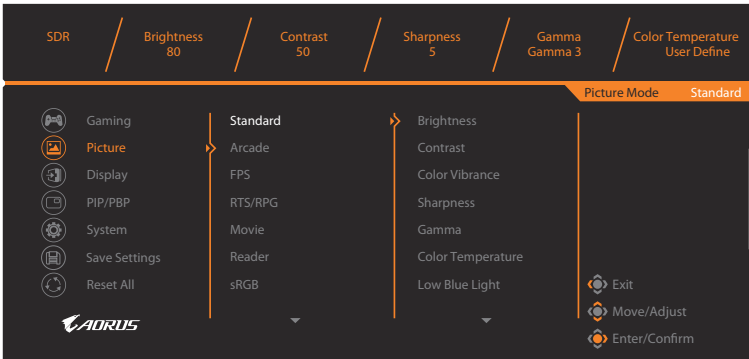 SDR
Brightness
80
Contrast
50
Sharpness
5
Gamma
Gamma 3
Color Temperature
User Define
Picture Mode Standard
Gaming
Picture
Display
PIP/PBP
System
Save Settings
Reset All
Standard
Arcade
FPS
RTS/RPG
Movie
Reader
sRGB
Brightness
Contrast
Color Vibrance
Sharpness
Gamma
Color Temperature
Low Blue Light
Exit
Move/Adjust
Enter/Confirm
AORUS